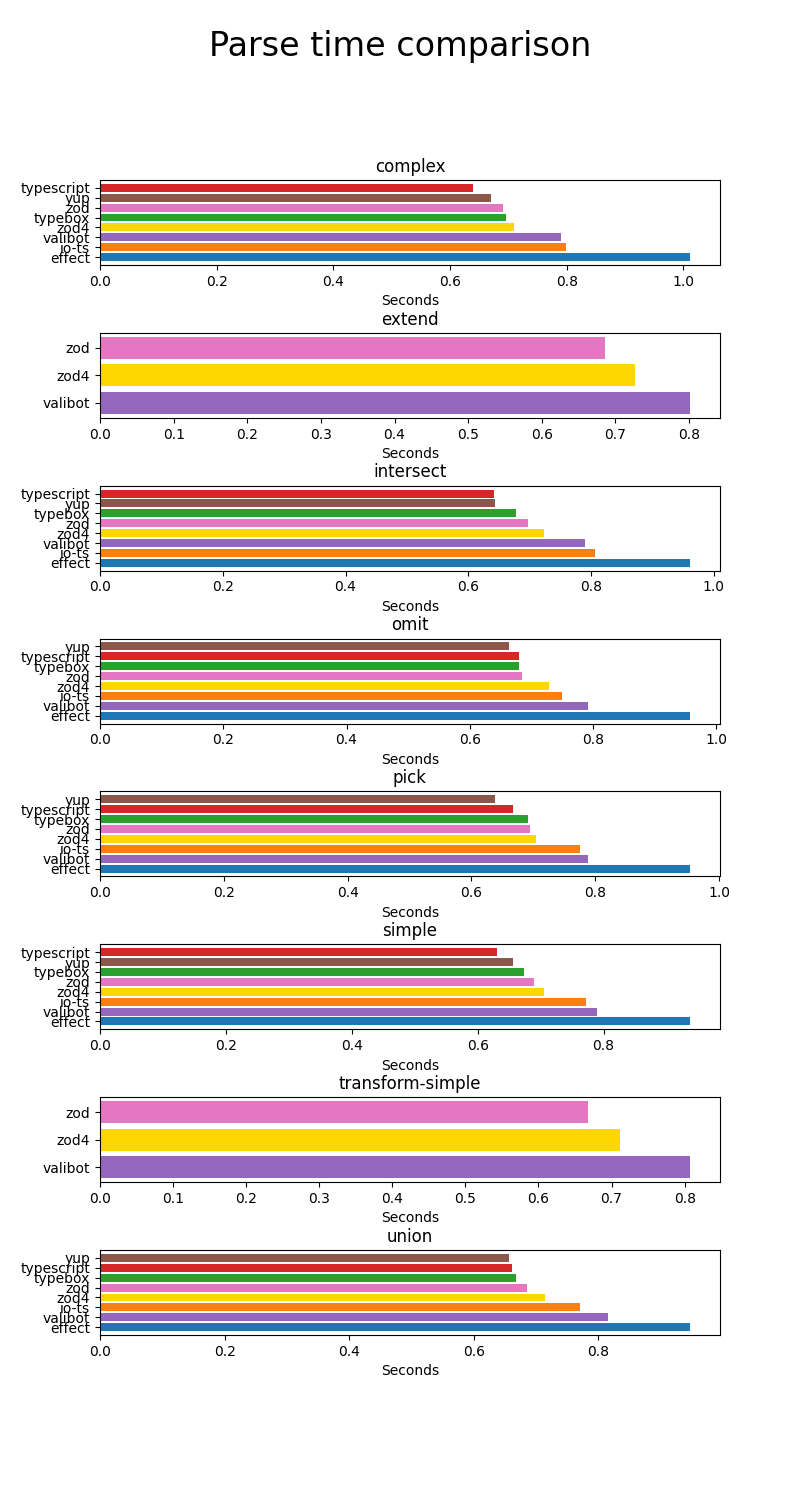 Parse time comparison
complex
typescript
yup
zod
typebox
zod4
valibot
io-ts
effect
0.0 0.2 0.4 0.6 0.8 1.0
Seconds
extend
zod
zod4
valibot
0.0 0.1 0.2 0.3 0.4 0.5 0.6 0.7 0.8
Seconds
intersect
typescript
yup
typebox
zod
zod4
valibot
io-ts
effect
0.0 0.2 0.4 0.6 0.8 1.0
Seconds
omit
yup
typescript
typebox
zod
zod4
io-ts
valibot
effect
0.0 0.2 0.4 0.6 0.8 1.0
Seconds
pick
yup
typescript
typebox
zod
zod4
io-ts
valibot
effect
0.0 0.2 0.4 0.6 0.8 1.0
Seconds
simple
typescript
yup
typebox
zod
zod4
io-ts
valibot
effect
0.0 0.2 0.4 0.6 0.8
Seconds
transform-simple
zod
zod4
valibot
0.0 0.1 0.2 0.3 0.4 0.5 0.6 0.7 0.8
Seconds
union
yup
typescript
typebox
zod
zod4
io-ts
valibot
effect
0.0 0.2 0.4 0.6 0.8
Seconds